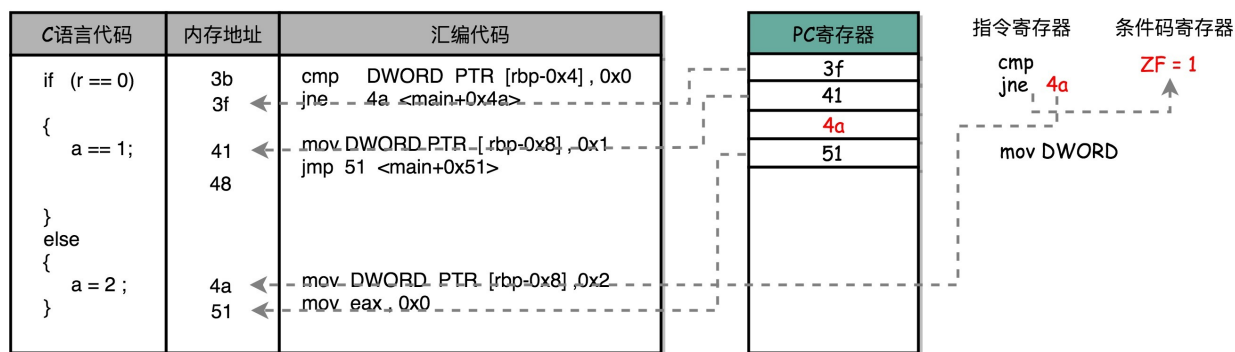 C语言代码 内存地址 汇编代码 PC寄存器 指令寄存器 条件码寄存器
if (r == 0) 3b cmp DWORD PTR [rbp-0x4] , 0x0 3f cmp ZF = 1
3f jne 4a <main+0x4a> 41 jne 4a
{ 4a
a == 1; 41 mov DWORD PTR [rbp-0x8] , 0x1 51 mov DWORD
48 jmp 51 <main+0x51>
}
else
{
a = 2 ; 4a mov DWORD PTR [rbp-0x8] ,0x2
} 51 mov eax , 0x0